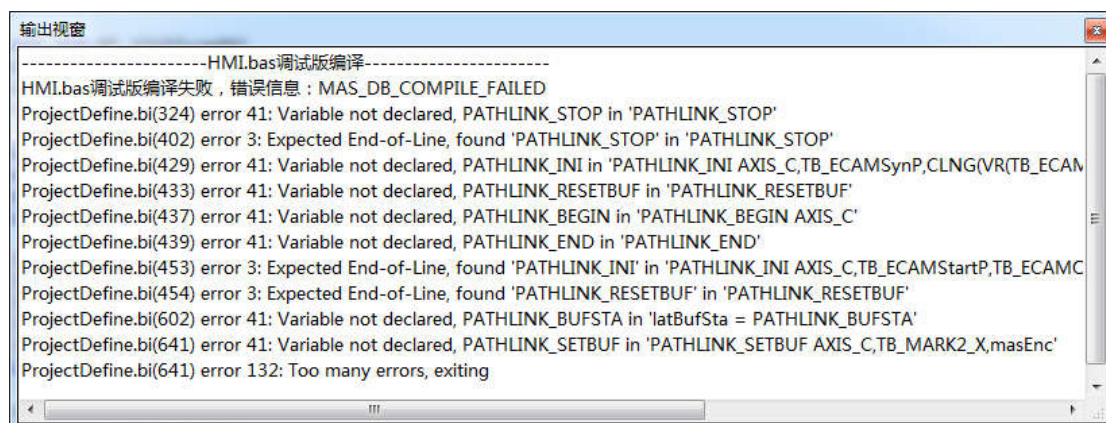 输出视窗
-----------------------HMI.bas调试版编译-----------------------
HMI.bas调试版编译失败，错误信息：MAS_DB_COMPILE_FAILED
ProjectDefine.bi(324) error 41: Variable not declared, PATHLINK_STOP in 'PATHLINK_STOP'
ProjectDefine.bi(402) error 3: Expected End-of-Line, found 'PATHLINK_STOP' in 'PATHLINK_STOP'
ProjectDefine.bi(429) error 41: Variable not declared, PATHLINK_INI in 'PATHLINK_INI AXIS_C,TB_ECAMSynP,CLNG(VR(TB_ECAM
ProjectDefine.bi(433) error 41: Variable not declared, PATHLINK_RESETBUF in 'PATHLINK_RESETBUF'
ProjectDefine.bi(437) error 41: Variable not declared, PATHLINK_BEGIN in 'PATHLINK_BEGIN AXIS_C'
ProjectDefine.bi(439) error 41: Variable not declared, PATHLINK_END in 'PATHLINK_END'
ProjectDefine.bi(453) error 3: Expected End-of-Line, found 'PATHLINK_INI' in 'PATHLINK_INI AXIS_C,TB_ECAMStartP,TB_ECAMC
ProjectDefine.bi(454) error 3: Expected End-of-Line, found 'PATHLINK_RESETBUF' in 'PATHLINK_RESETBUF'
ProjectDefine.bi(602) error 41: Variable not declared, PATHLINK_BUFSTA in 'latBufSta = PATHLINK_BUFSTA'
ProjectDefine.bi(641) error 41: Variable not declared, PATHLINK_SETBUF in 'PATHLINK_SETBUF AXIS_C,TB_MARK2_X,masEnc'
ProjectDefine.bi(641) error 132: Too many errors, exiting